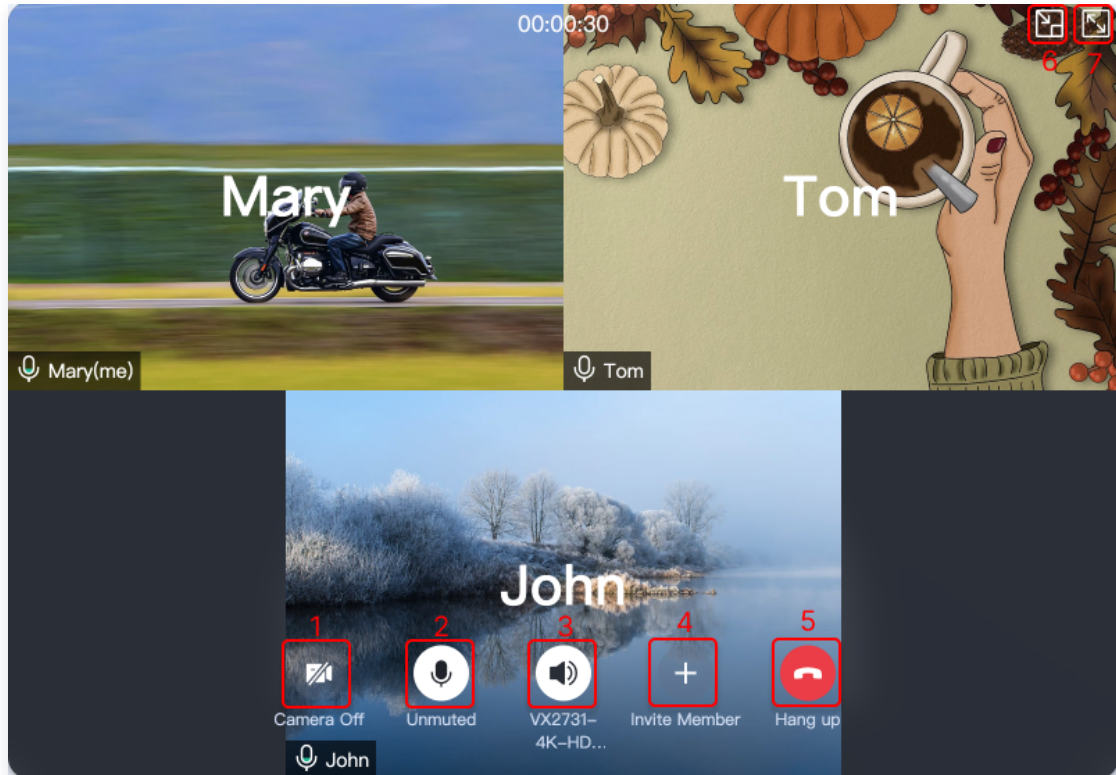 00:00:30
6 7
Mary
Tom
Mary(me)
Tom
John
1 2 3 4 5
Camera Off Unmuted VX2731- Invite Member Hang up
4K-HD...
John